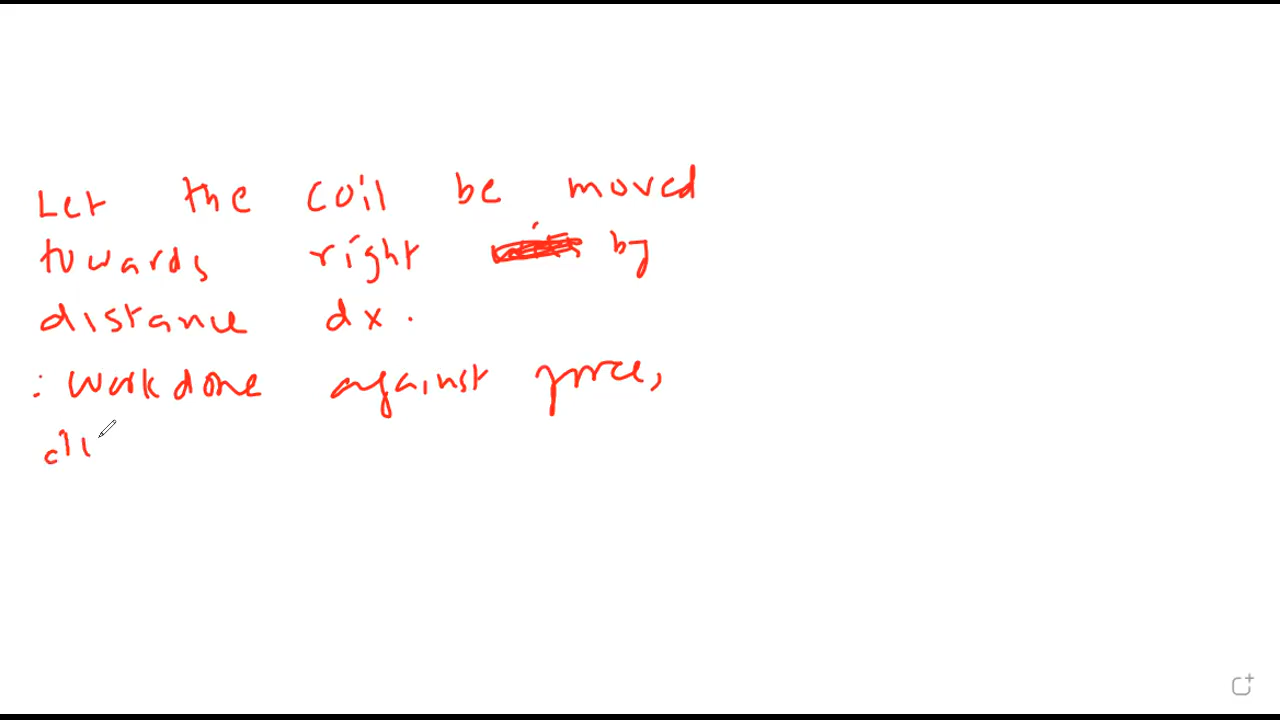 Let the coil be moved
towards right by
distance dx.
: Work done against force,